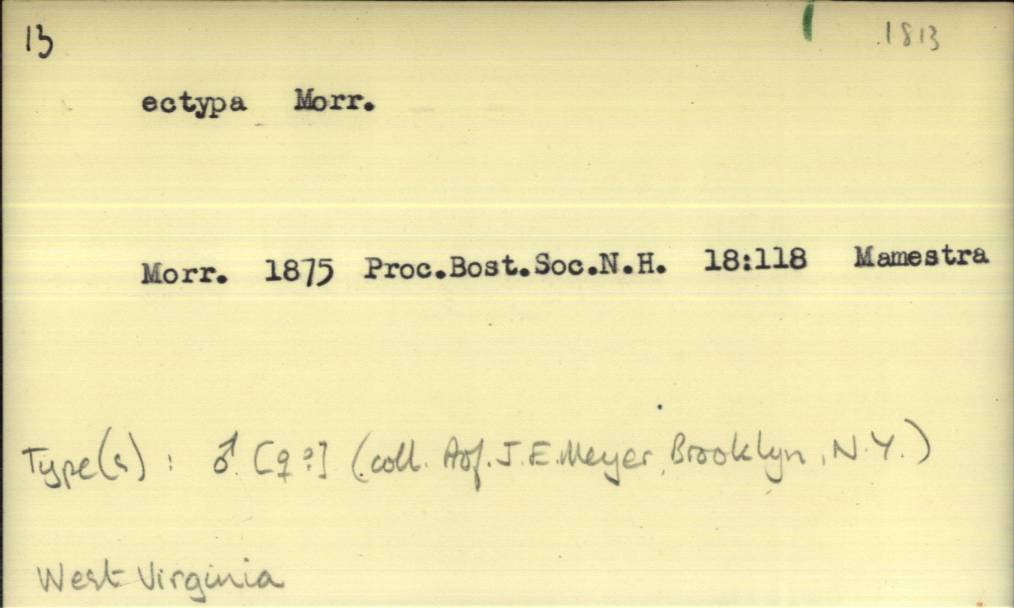 13 1813
ectypa Morr.
Morr. 1875 Proc.Bost.Soc.N.H. 18:118 Mamestra
Type(s) : ♂ [♀?] (coll. Prof. J.E. Meyer, Brooklyn, N.Y.)
West Virginia